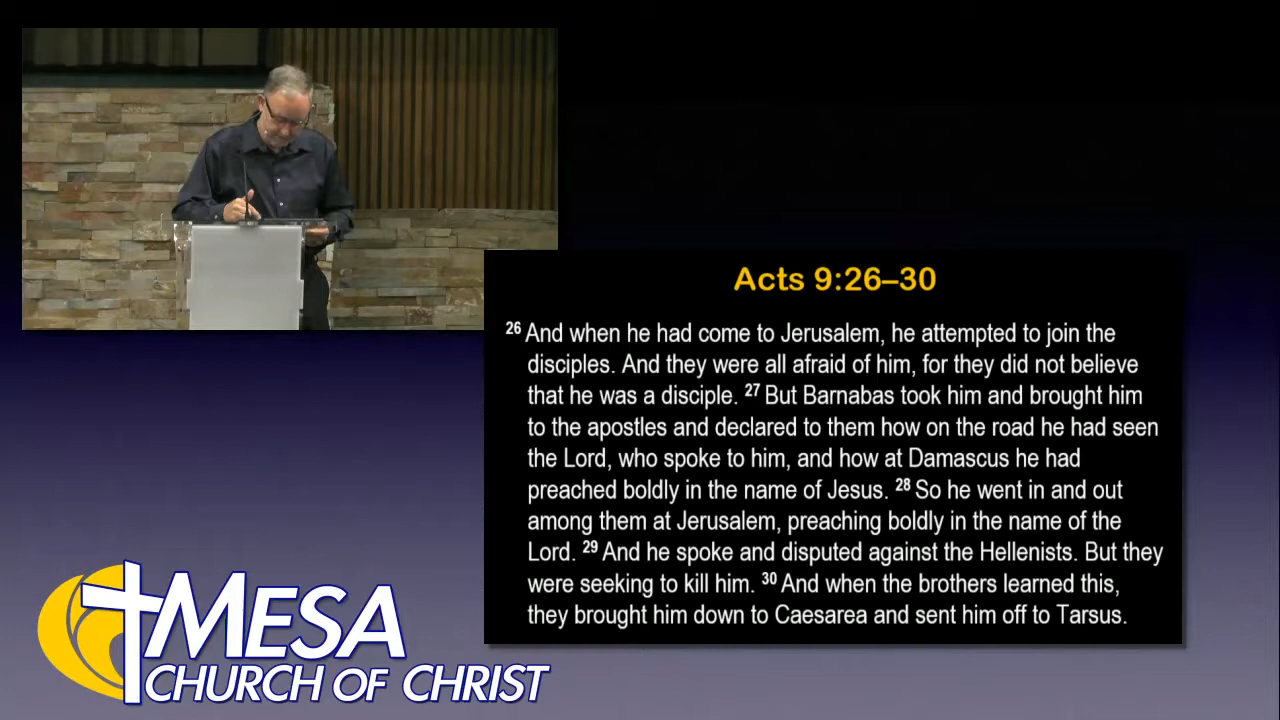 Acts 9:26–30
26 And when he had come to Jerusalem, he attempted to join the
disciples. And they were all afraid of him, for they did not believe
that he was a disciple. 27 But Barnabas took him and brought him
to the apostles and declared to them how on the road he had seen
the Lord, who spoke to him, and how at Damascus he had
preached boldly in the name of Jesus. 28 So he went in and out
among them at Jerusalem, preaching boldly in the name of the
Lord. 29 And he spoke and disputed against the Hellenists. But they
were seeking to kill him. 30 And when the brothers learned this,
they brought him down to Caesarea and sent him off to Tarsus.
MESA
CHURCH OF CHRIST